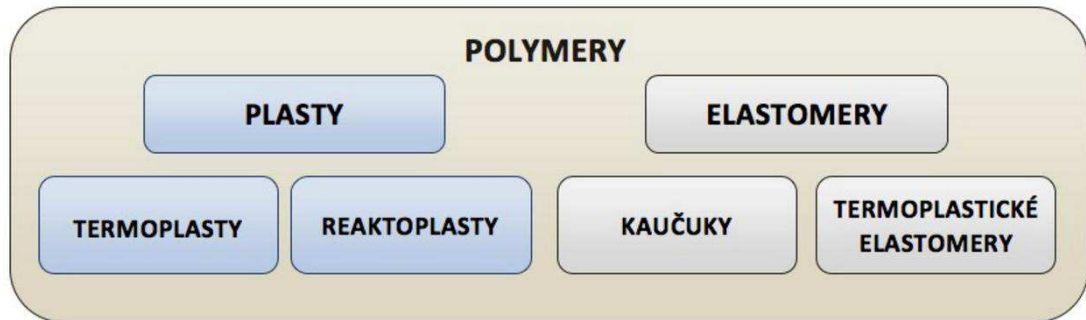 POLYMERY
PLASTY
ELASTOMERY
TERMOPLASTY
REAKTOPLASTY
KAUČUKY
TERMOPLASTICKÉ
ELASTOMERY